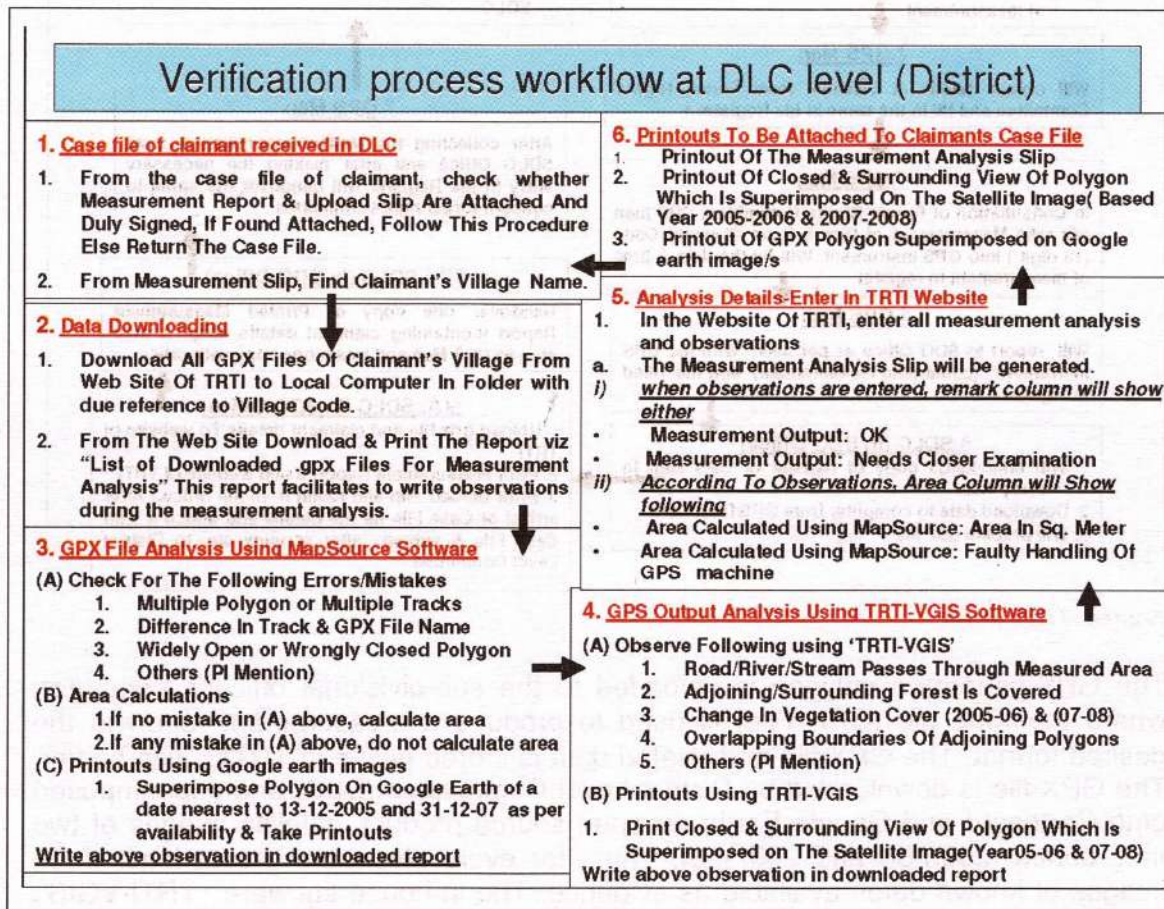 Verification process workflow at DLC level (District)
1. Case file of claimant received in DLC
1. From the case file of claimant, check whether
Measurement Report & Upload Slip Are Attached And
Duly Signed, If Found Attached, Follow This Procedure
Else Return The Case File.
2. From Measurement Slip, Find Claimant's Village Name.
2. Data Downloading
1. Download All GPX Files Of Claimant's Village From
Web Site Of TRTI to Local Computer In Folder with
due reference to Village Code.
2. From The Web Site Download & Print The Report viz
"List of Downloaded .gpx Files For Measurement
Analysis" This report facilitates to write observations
during the measurement analysis.
3. GPX File Analysis Using MapSource Software
(A) Check For The Following Errors/Mistakes
1. Multiple Polygon or Multiple Tracks
2. Difference In Track & GPX File Name
3. Widely Open or Wrongly Closed Polygon
4. Others (Pl Mention)
(B) Area Calculations
1.If no mistake in (A) above, calculate area
2.If any mistake in (A) above, do not calculate area
(C) Printouts Using Google earth images
1. Superimpose Polygon On Google Earth of a
date nearest to 13-12-2005 and 31-12-07 as per
availability & Take Printouts
Write above observation in downloaded report
4. GPS Output Analysis Using TRTI-VGIS Software
(A) Observe Following using 'TRTI-VGIS'
1. Road/River/Stream Passes Through Measured Area
2. Adjoining/Surrounding Forest Is Covered
3. Change In Vegetation Cover (2005-06) & (07-08)
4. Overlapping Boundaries Of Adjoining Polygons
5. Others (Pl Mention)
(B) Printouts Using TRTI-VGIS
1. Print Closed & Surrounding View Of Polygon Which Is
Superimposed on The Satellite Image(Year05-06 & 07-08)
Write above observation in downloaded report
5. Analysis Details-Enter In TRTI Website
1. In the Website Of TRTI, enter all measurement analysis
and observations
a. The Measurement Analysis Slip will be generated.
i) when observations are entered, remark column will show
either
• Measurement Output: OK
• Measurement Output: Needs Closer Examination
ii) According To Observations, Area Column will Show
following
• Area Calculated Using MapSource: Area In Sq. Meter
• Area Calculated Using MapSource: Faulty Handling Of
GPS machine
6. Printouts To Be Attached To Claimants Case File
1. Printout Of The Measurement Analysis Slip
2. Printout Of Closed & Surrounding View Of Polygon
Which Is Superimposed On The Satellite Image( Based
Year 2005-2006 & 2007-2008)
3. Printout Of GPX Polygon Superimposed on Google
earth image/s